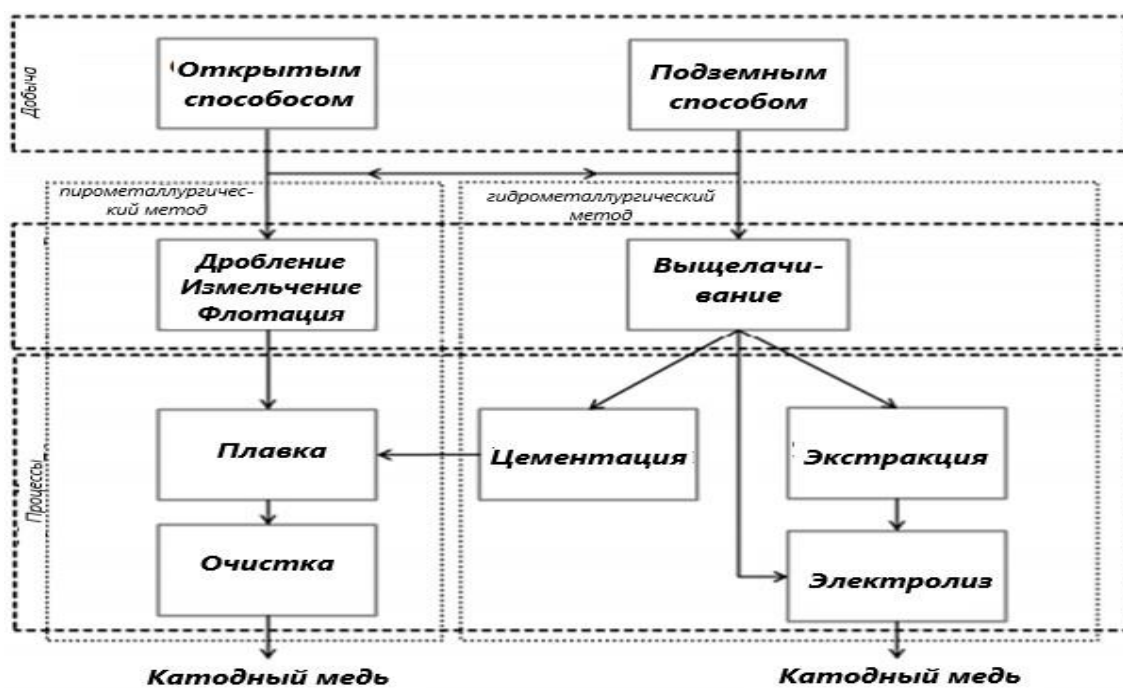 Добыча
Открытым
способосом
Подземным
способом
пирометаллургичес-
кий метод
гидрометаллургический
метод
Дробление
Измельчение
Флотация
Выщелачи-
вание
Процессы
Плавка
Цементация
Экстракция
Очистка
Электролиз
Катодный медь
Катодный медь